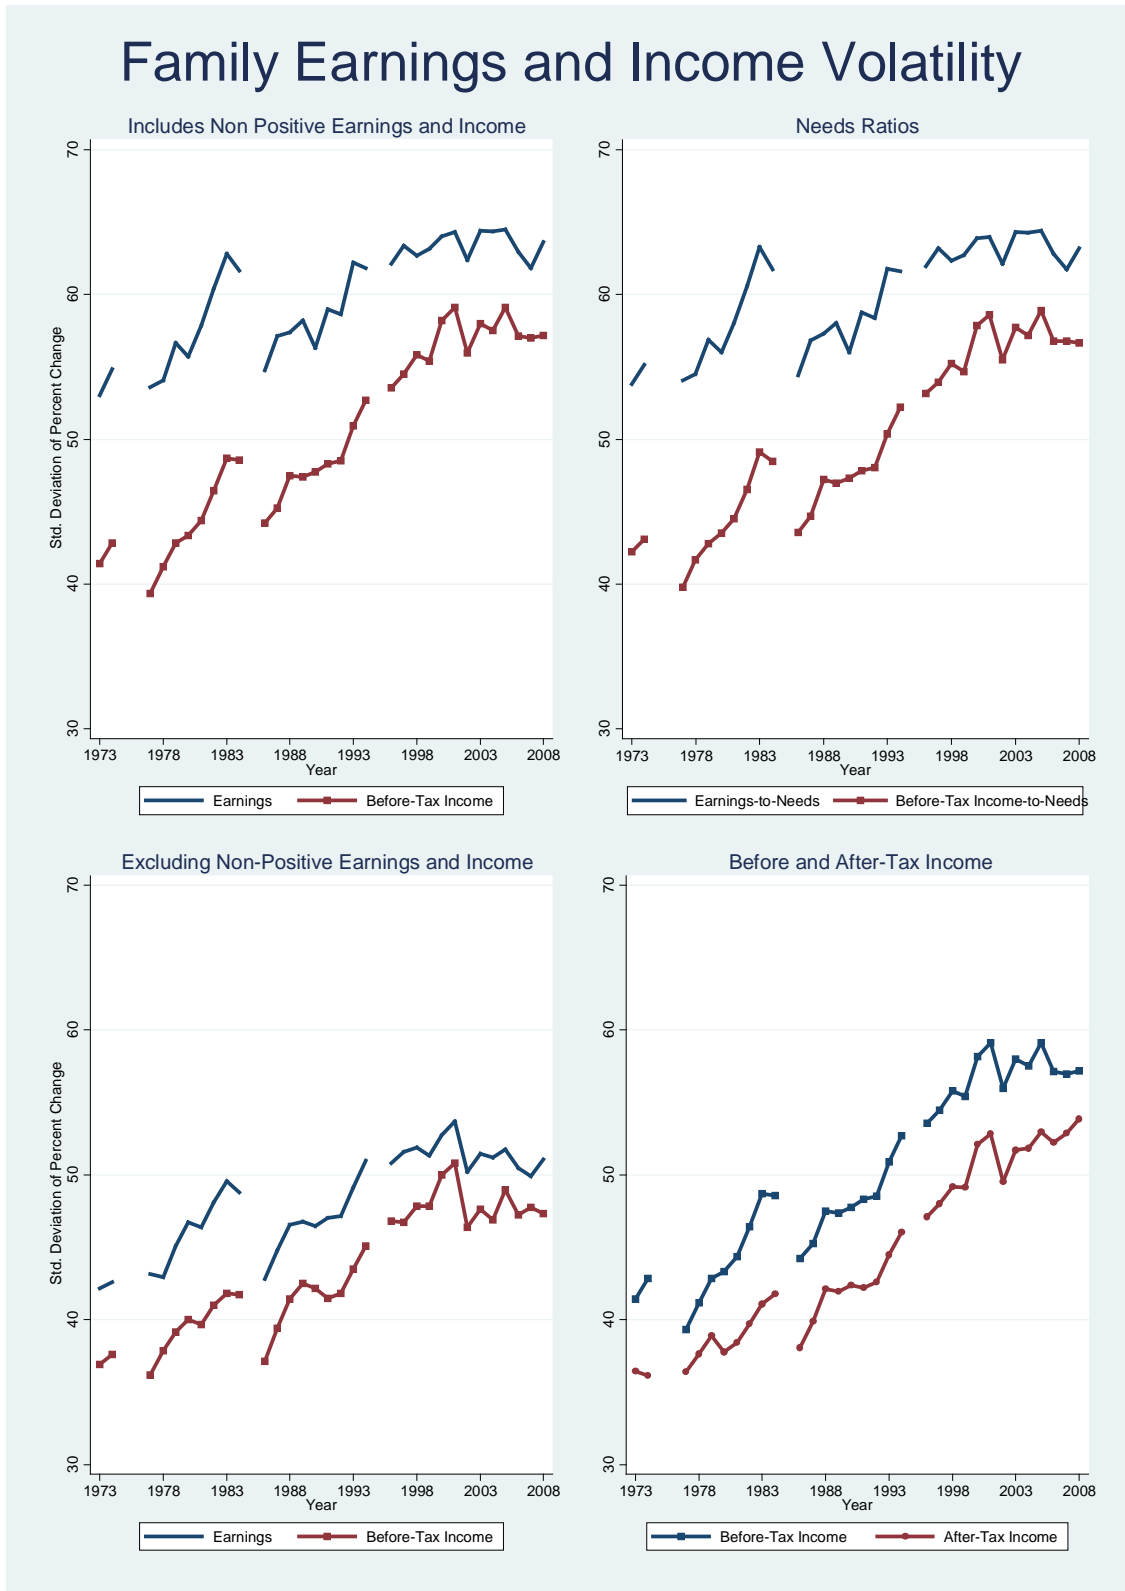 Family Earnings and Income Volatility
Includes Non Positive Earnings and Income
Std. Deviation of Percent Change
70
60
50
40
30
1973 1978 1983 1988 1993 1998 2003 2008
Year
Earnings Before-Tax Income
Needs Ratios
70
60
50
40
30
1973 1978 1983 1988 1993 1998 2003 2008
Year
Earnings-to-Needs Before-Tax Income-to-Needs
Excluding Non-Positive Earnings and Income
Std. Deviation of Percent Change
70
60
50
40
30
1973 1978 1983 1988 1993 1998 2003 2008
Year
Earnings Before-Tax Income
Before and After-Tax Income
70
60
50
40
30
1973 1978 1983 1988 1993 1998 2003 2008
Year
Before-Tax Income After-Tax Income